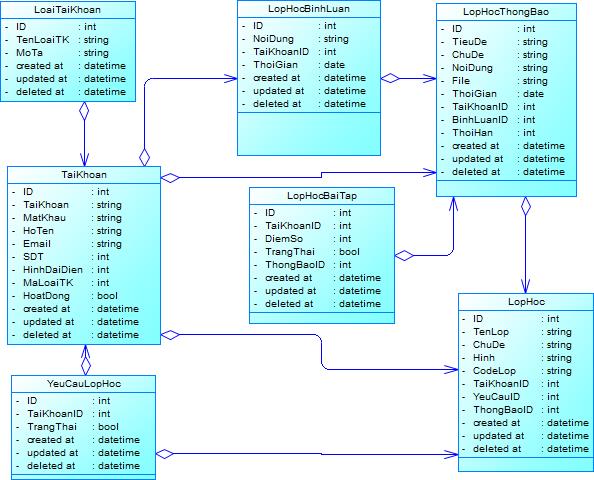 LoaiTaiKhoan
- ID : int
- TenLoaiTK : string
- MoTa : string
- created at : datetime
- updated at : datetime
- deleted at : datetime
LopHocBinhLuan
- ID : int
- NoiDung : string
- TaiKhoanID : int
- ThoiGian : date
- created at : datetime
- updated at : datetime
- deleted at : datetime
LopHocThongBao
- ID : int
- TieuDe : string
- ChuDe : string
- NoiDung : string
- File : string
- ThoiGian : date
- TaiKhoanID : int
- BinhLuanID : int
- ThoiHan : int
- created at : datetime
- updated at : datetime
- deleted at : datetime
TaiKhoan
- ID : int
- TaiKhoan : string
- MatKhau : string
- HoTen : string
- Email : string
- SDT : int
- HinhDaiDien : int
- MaLoaiTK : int
- HoatDong : bool
- created at : datetime
- updated at : datetime
- deleted at : datetime
LopHocBaiTap
- ID : int
- TaiKhoanID : int
- DiemSo : int
- TrangThai : bool
- ThongBaoID : int
- created at : datetime
- updated at : datetime
- deleted at : datetime
LopHoc
- ID : int
- TenLop : string
- ChuDe : string
- Hinh : string
- CodeLop : string
- TaiKhoanID : int
- YeuCauID : int
- ThongBaoID : int
- created at : datetime
- updated at : datetime
- deleted at : datetime
YeuCauLopHoc
- ID : int
- TaiKhoanID : int
- TrangThai : bool
- created at : datetime
- updated at : datetime
- deleted at : datetime